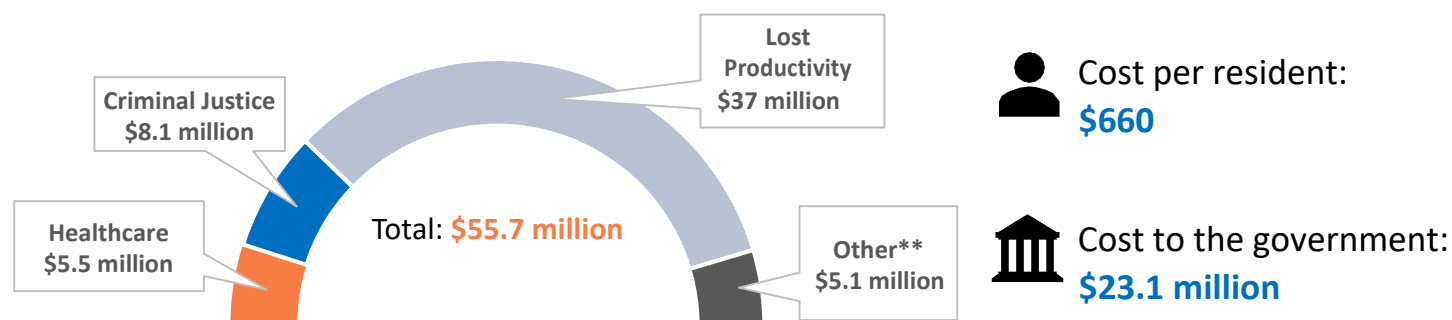 Lost
Productivity
$37 million
Criminal Justice
$8.1 million
Healthcare
$5.5 million
Total: $55.7 million
Other**
$5.1 million
Cost per resident:
$660
Cost to the government:
$23.1 million